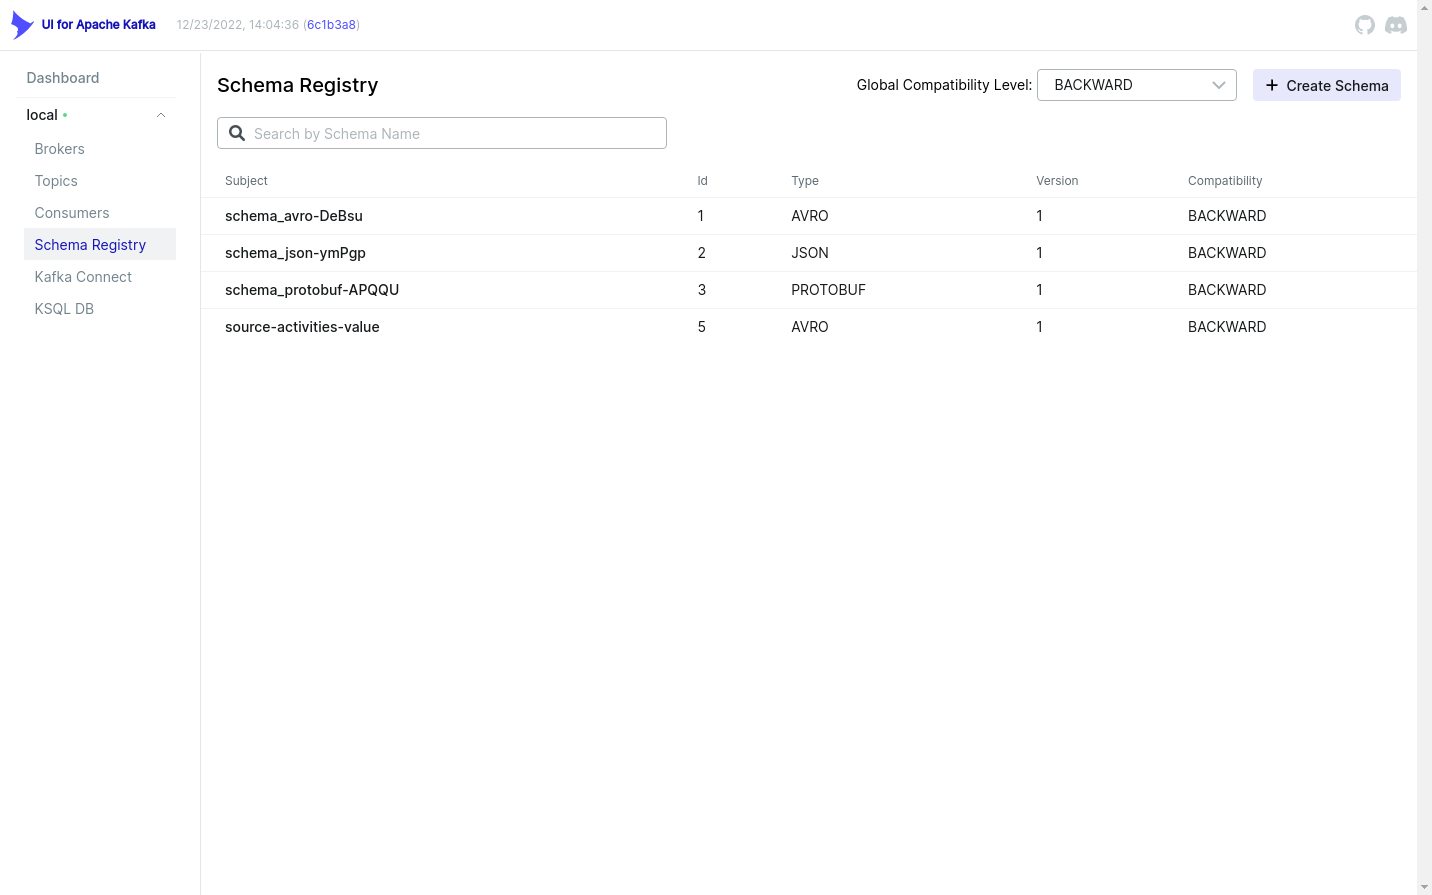 UI for Apache Kafka 12/23/2022, 14:04:36 (6c1b3a8)
Dashboard
local
Brokers
Topics
Consumers
Schema Registry
Kafka Connect
KSQL DB
Schema Registry
Global Compatibility Level: BACKWARD
Create Schema
Search by Schema Name
Subject Id Type Version Compatibility
schema_avro-DeBsu 1 AVRO 1 BACKWARD
schema_json-ymPgp 2 JSON 1 BACKWARD
schema_protobuf-APQQU 3 PROTOBUF 1 BACKWARD
source-activities-value 5 AVRO 1 BACKWARD